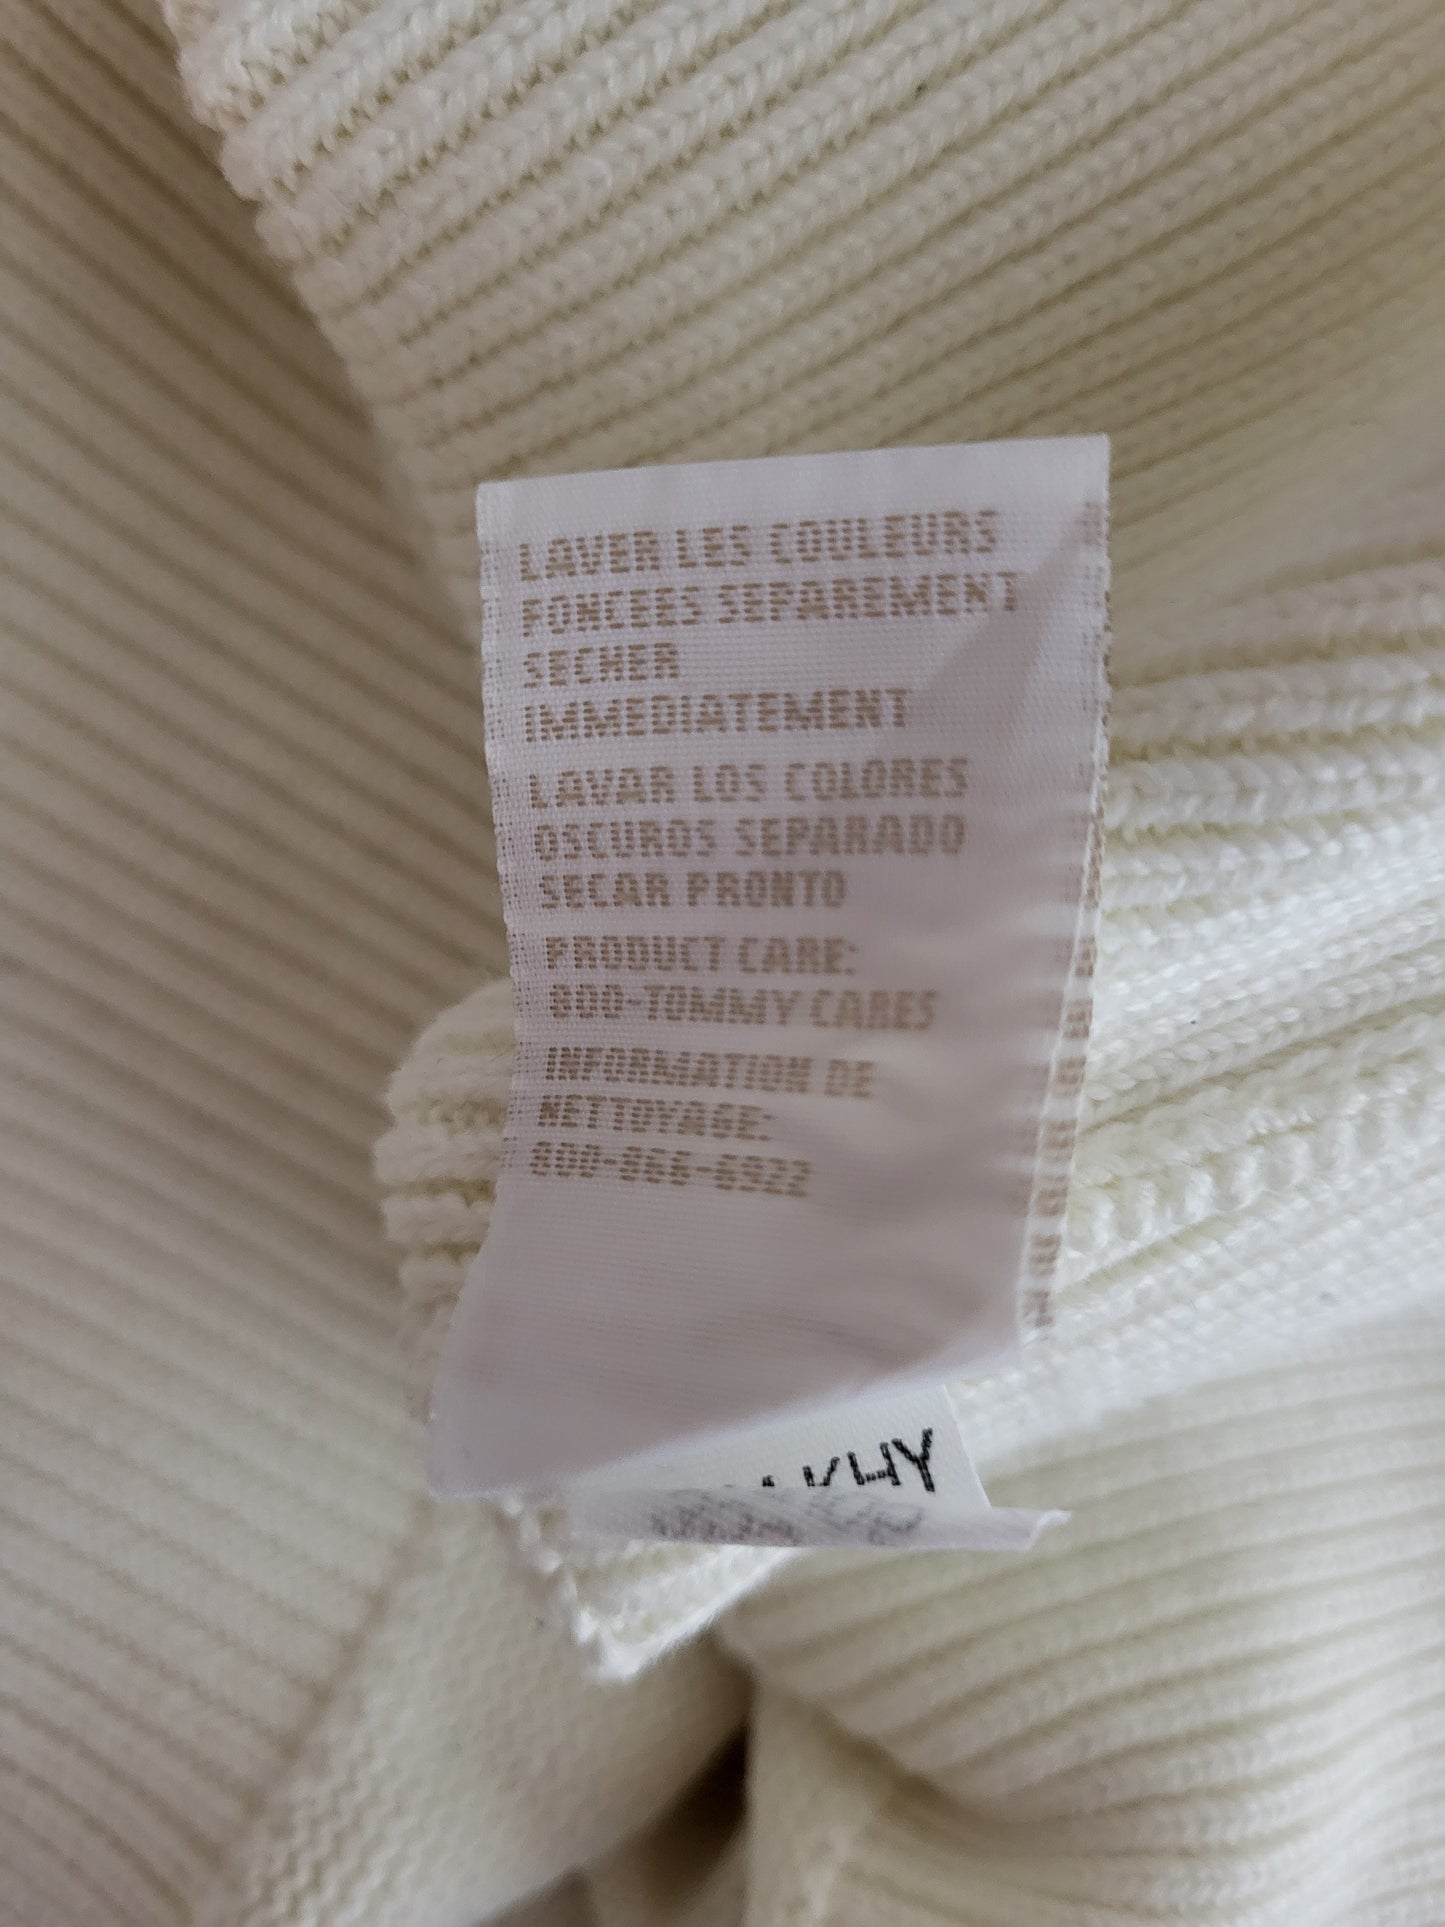 LAVER LES COULEURS
FONCEES SEPAREMENT
SECHER
IMMEDIATEMENT
LAVAR LOS COLORES
OSCUROS SEPARADO
SECAR PRONTO
PRODUCT CARE:
800-TOMMY CARES
INFORMATION DE
NETTOYAGE:
800-866-6922